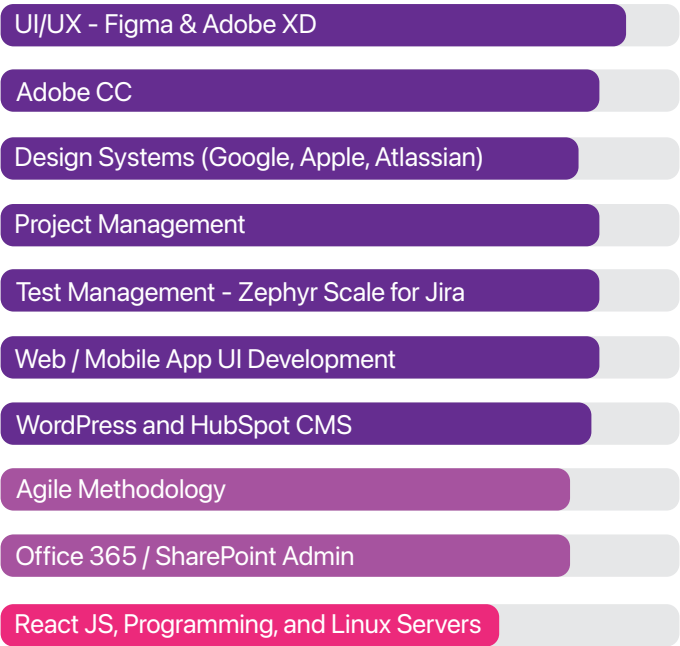 UI/UX - Figma & Adobe XD
Adobe CC
Design Systems (Google, Apple, Atlassian)
Project Management
Test Management - Zephyr Scale for Jira
Web / Mobile App UI Development
WordPress and HubSpot CMS
Agile Methodology
Office 365 / SharePoint Admin
React JS, Programming, and Linux Servers